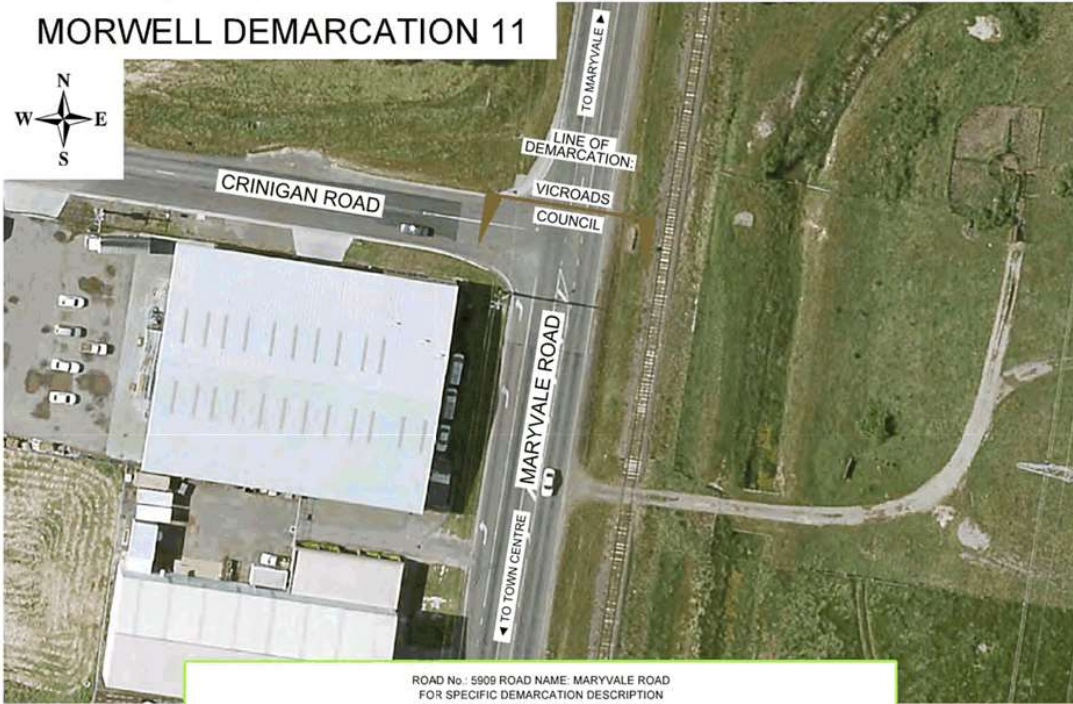 MORWELL DEMARCATION 11
N
W E
S
TO MARYVALE ▲
LINE OF
DEMARCATION:
VICROADS
COUNCIL
CRINIGAN ROAD
MARYVALE ROAD
◄ TO TOWN CENTRE
ROAD No.: 5909 ROAD NAME: MARYVALE ROAD
FOR SPECIFIC DEMARCATION DESCRIPTION